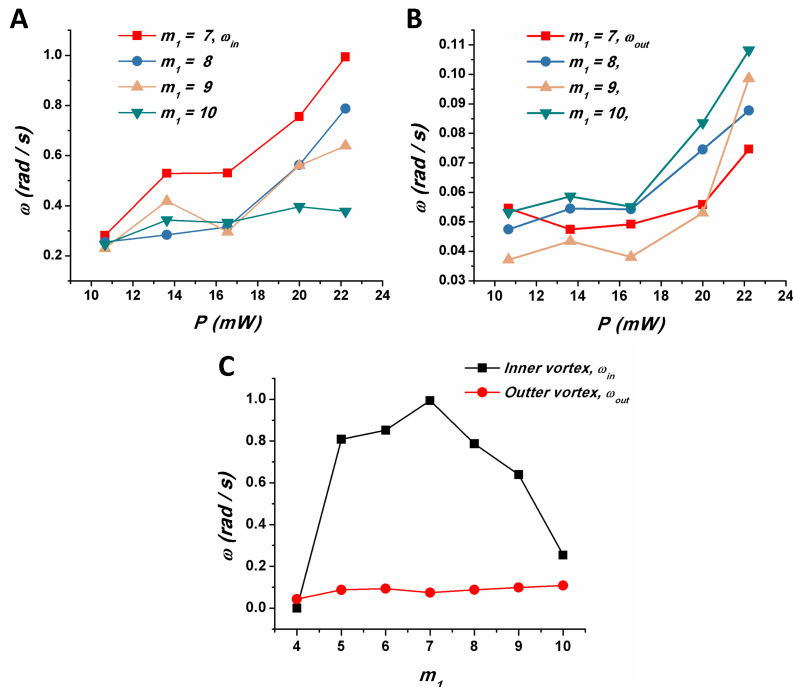 A
m1 = 7, ωin
m1 = 8
m1 = 9
m1 = 10
ω (rad / s)
1.0
0.8
0.6
0.4
0.2
10 12 14 16 18 20 22 24
P (mW)
B
m1 = 7, ωout
m1 = 8,
m1 = 9,
m1 = 10,
ω (rad / s)
0.11
0.10
0.09
0.08
0.07
0.06
0.05
0.04
0.03
10 12 14 16 18 20 22 24
P (mW)
C
Inner vortex, ωin
Outter vortex, ωout
ω (rad / s)
1.0
0.8
0.6
0.4
0.2
0.0
4 5 6 7 8 9 10
m1